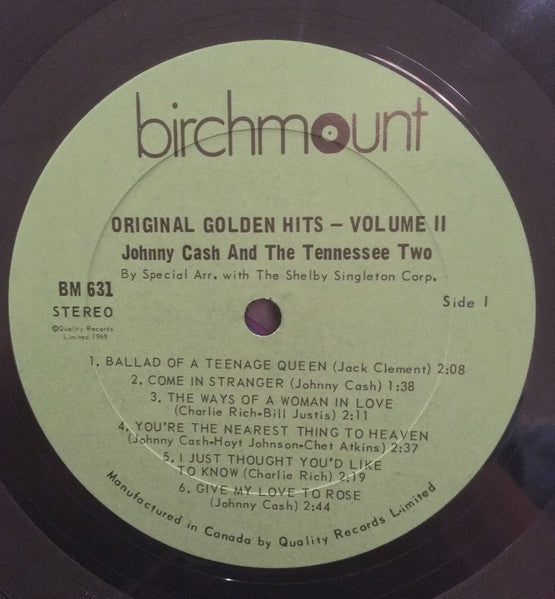 birchmount
ORIGINAL GOLDEN HITS – VOLUME II
Johnny Cash And The Tennessee Two
By Special Arr. with The Shelby Singleton Corp.
BM 631
STEREO
©Quality Records
Limited 1969
Side 1
1. BALLAD OF A TEENAGE QUEEN (Jack Clement) 2:08
2. COME IN STRANGER (Johnny Cash) 1:38
3. THE WAYS OF A WOMAN IN LOVE
(Charlie Rich•Bill Justis) 2:11
4. YOU'RE THE NEAREST THING TO HEAVEN
(Johnny Cash•Hoyt Johnson•Chet Atkins) 2:37
5. I JUST THOUGHT YOU'D LIKE
TO KNOW (Charlie Rich) 2:19
6. GIVE MY LOVE TO ROSE
(Johnny Cash) 2:44
Manufactured in Canada by Quality Records Limited